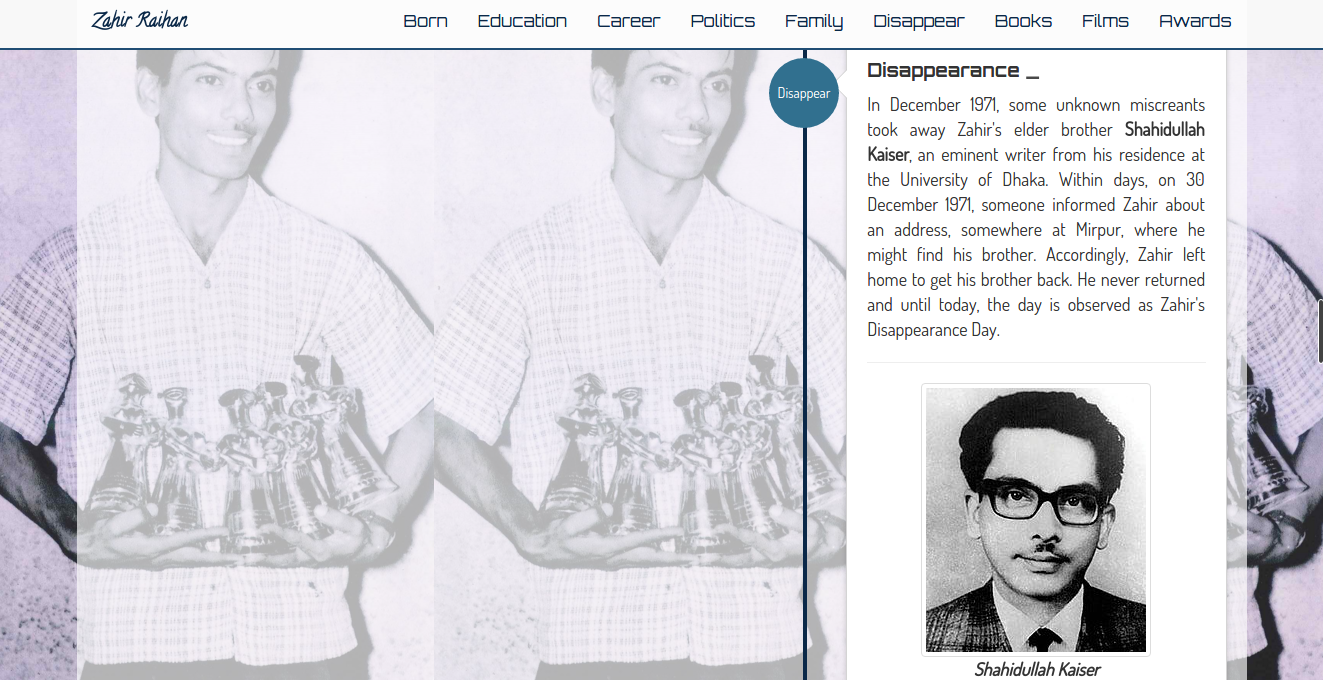 Zahir Raihan
Born Education Career Politics Family Disappear Books Films Awards
Disappear
Disappearance _
In December 1971, some unknown miscreants
took away Zahir's elder brother Shahidullah
Kaiser, an eminent writer from his residence at
the University of Dhaka. Within days, on 30
December 1971, someone informed Zahir about
an address, somewhere at Mirpur, where he
might find his brother. Accordingly, Zahir left
home to get his brother back. He never returned
and until today, the day is observed as Zahir's
Disappearance Day.
Shahidullah Kaiser